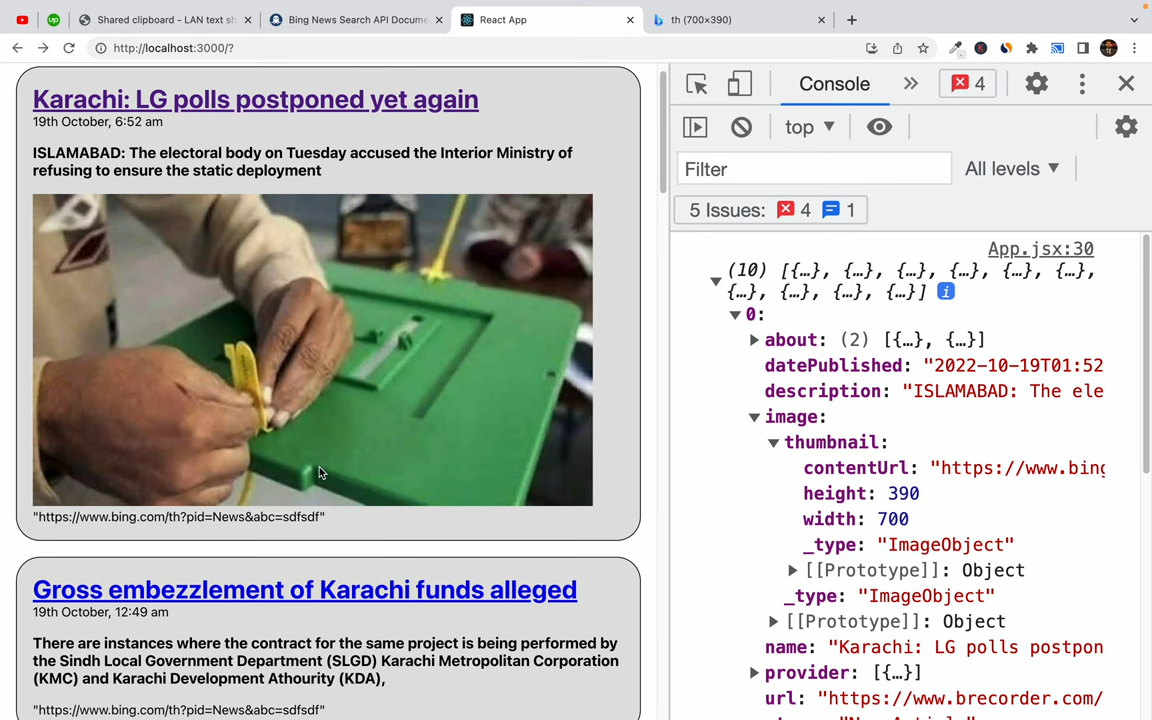 Shared clipboard - LAN text sh
Bing News Search API Docume
React App
th (700×390)
http://localhost:3000/?
Karachi: LG polls postponed yet again
19th October, 6:52 am
ISLAMABAD: The electoral body on Tuesday accused the Interior Ministry of
refusing to ensure the static deployment
"https://www.bing.com/th?pid=News&abc=sdfsdf"
Gross embezzlement of Karachi funds alleged
19th October, 12:49 am
There are instances where the contract for the same project is being performed by
the Sindh Local Government Department (SLGD) Karachi Metropolitan Corporation
(KMC) and Karachi Development Athourity (KDA),
"https://www.bing.com/th?pid=News&abc=sdfsdf"
Console
4
top
Filter
All levels
5 Issues: 4 1
App.jsx:30
(10) [{…}, {…}, {…}, {…}, {…}, {…},
{…}, {…}, {…}, {…}]
0:
about: (2) [{…}, {…}]
datePublished: "2022-10-19T01:52
description: "ISLAMABAD: The ele
image:
thumbnail:
contentUrl: "https://www.bing
height: 390
width: 700
_type: "ImageObject"
[[Prototype]]: Object
_type: "ImageObject"
[[Prototype]]: Object
name: "Karachi: LG polls postpon
provider: [{…}]
url: "https://www.brecorder.com/